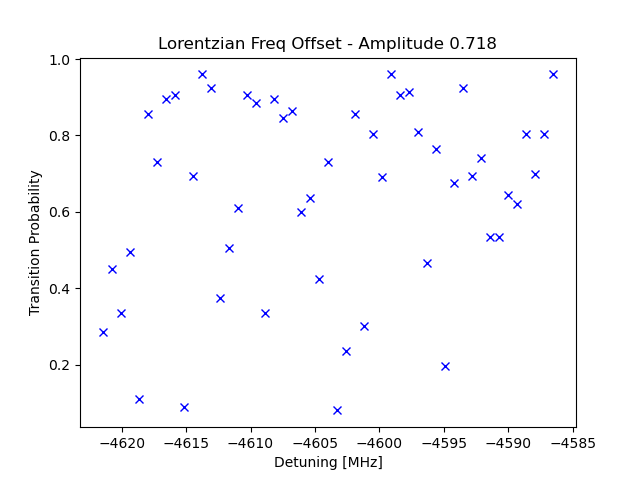 Lorentzian Freq Offset - Amplitude 0.718
Transition Probability
1.0
0.8
0.6
0.4
0.2
−4620 −4615 −4610 −4605 −4600 −4595 −4590 −4585
Detuning [MHz]